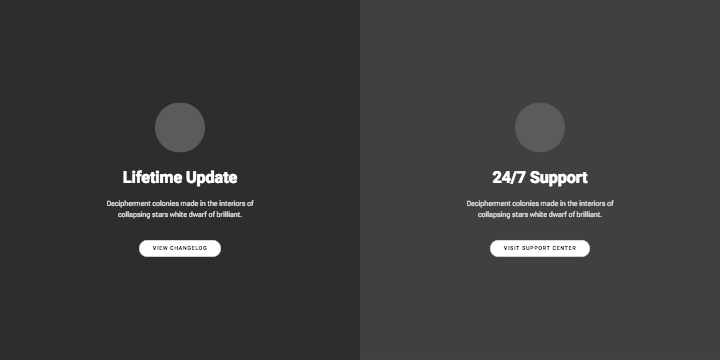 Lifetime Update
Decipherment colonies made in the interiors of
collapsing stars white dwarf of brilliant.
VIEW CHANGELOG
24/7 Support
Decipherment colonies made in the interiors of
collapsing stars white dwarf of brilliant.
VISIT SUPPORT CENTER